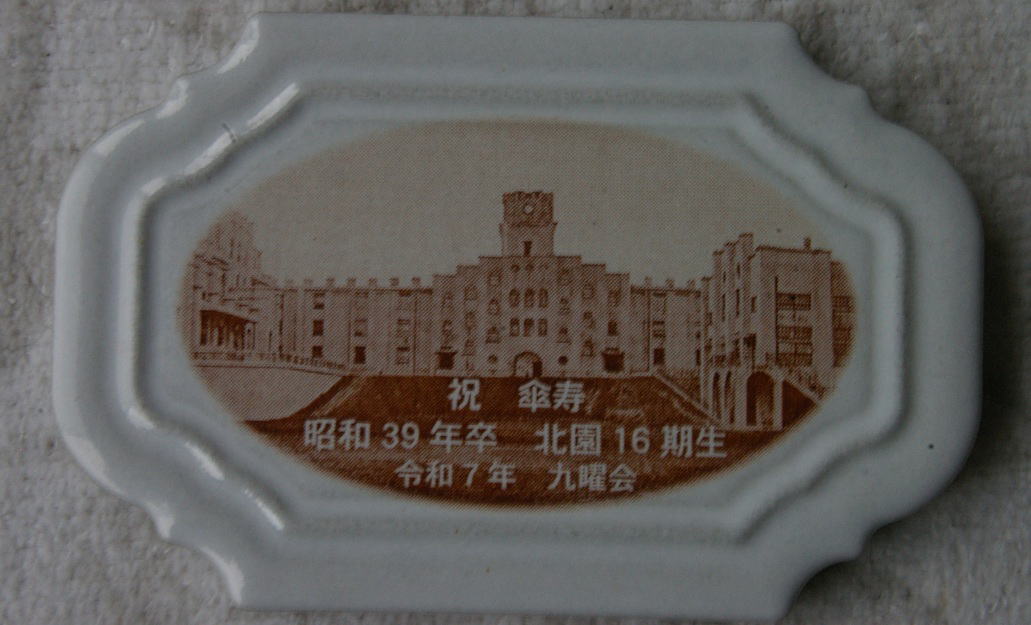 祝　傘寿
昭和 39 年卒　北園 16 期生
令和 7 年　九曜会